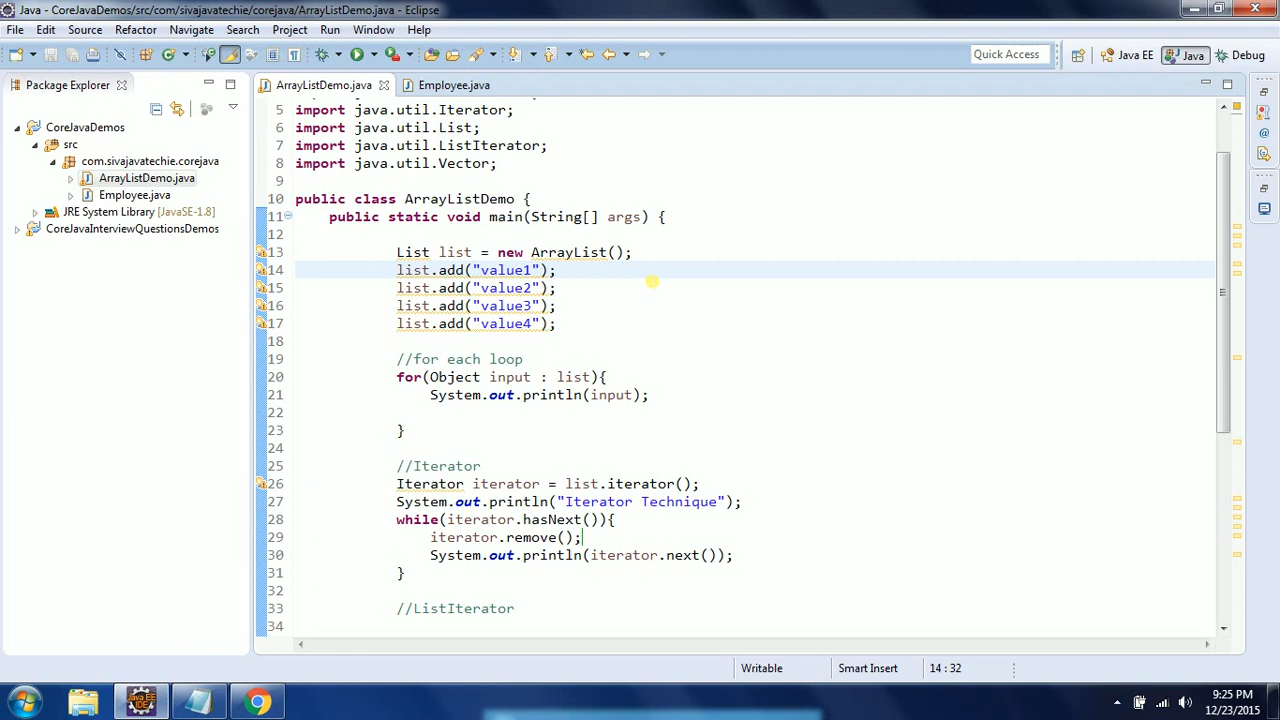 Java - CoreJavaDemos/src/com/sivajavatechie/corejava/ArrayListDemo.java - Eclipse
File Edit Source Refactor Navigate Search Project Run Window Help
Quick Access Java EE Java Debug
Package Explorer
ArrayListDemo.java Employee.java
CoreJavaDemos
src
com.sivajavatechie.corejava
ArrayListDemo.java
Employee.java
JRE System Library [JavaSE-1.8]
CoreJavaInterviewQuestionsDemos
5 import java.util.Iterator;
6 import java.util.List;
7 import java.util.ListIterator;
8 import java.util.Vector;
9
10 public class ArrayListDemo {
11 public static void main(String[] args) {
12
13 List list = new ArrayList();
14 list.add("value1");
15 list.add("value2");
16 list.add("value3");
17 list.add("value4");
18
19 //for each loop
20 for(Object input : list){
21 System.out.println(input);
22
23 }
24
25 //Iterator
26 Iterator iterator = list.iterator();
27 System.out.println("Iterator Technique");
28 while(iterator.hasNext()){
29 iterator.remove();
30 System.out.println(iterator.next());
31 }
32
33 //ListIterator
34
Writable Smart Insert 14 : 32
Java EE
IDE
9:25 PM
12/23/2015